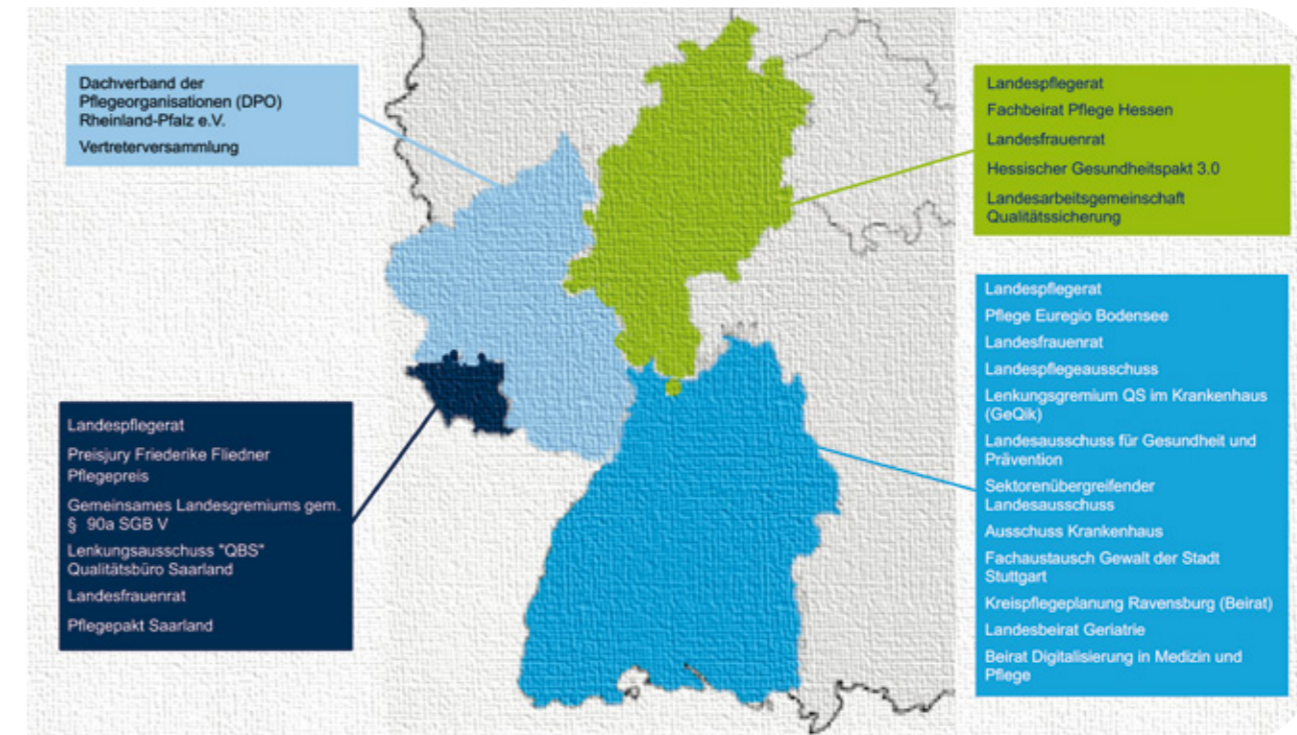 Dachverband der
Pflegeorganisationen (DPO)
Rheinland-Pfalz e.V.
Vertreterversammlung
Landespflegerat
Fachbeirat Pflege Hessen
Landesfrauenrat
Hessischer Gesundheitspakt 3.0
Landesarbeitsgemeinschaft
Qualitätssicherung
Landespflegerat
Preisjury Friederike Fliedner
Pflegepreis
Gemeinsames Landesgremiums gem.
§ 90a SGB V
Lenkungsausschuss "QBS"
Qualitätsbüro Saarland
Landesfrauenrat
Pflegepakt Saarland
Landespflegerat
Pflege Euregio Bodensee
Landesfrauenrat
Landespflegeausschuss
Lenkungsgremium QS im Krankenhaus
(GeQik)
Landesausschuss für Gesundheit und
Prävention
Sektorenübergreifender
Landesausschuss
Ausschuss Krankenhaus
Fachaustausch Gewalt der Stadt
Stuttgart
Kreispflegeplanung Ravensburg (Beirat)
Landesbeirat Geriatrie
Beirat Digitalisierung in Medizin und
Pflege